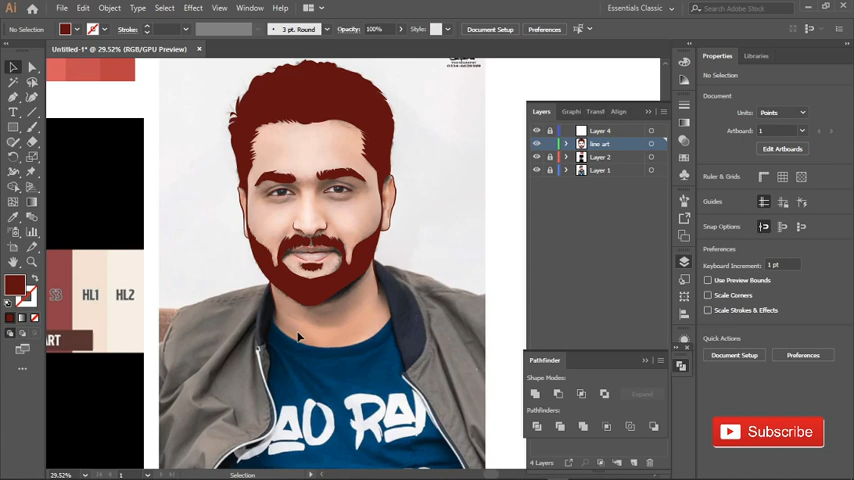 Ai File Edit Object Type Select Effect View Window Help Essentials Classic Search Adobe Stock
No Selection Stroke: 3 pt. Round Opacity: 100% Style: Document Setup Preferences
Untitled-1* @ 29.52% (RGB/GPU Preview) ×
Properties Libraries
No Selection
Document
Units: Points
Artboard: 1
Edit Artboards
Ruler & Grids
Guides
Snap Options
Preferences
Keyboard Increment: 1 pt
Use Preview Bounds
Scale Corners
Scale Strokes & Effects
Quick Actions
Document Setup Preferences
Layers Graphi Transf Align
Layer 4
line art
Layer 2
Layer 1
4 Layers
Pathfinder
Shape Modes:
Expand
Pathfinders:
S3 HL1 HL2
ART
AO RA
Subscribe
29.52% 1 Selection